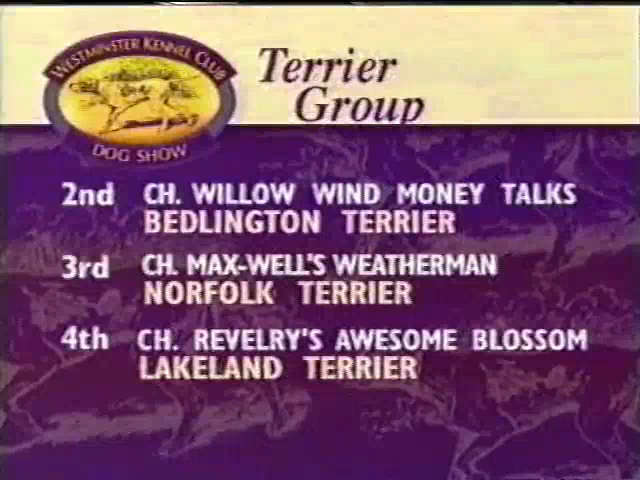 WESTMINSTER KENNEL CLUB
DOG SHOW
Terrier
Group
2nd CH. WILLOW WIND MONEY TALKS
BEDLINGTON TERRIER
3rd CH. MAX-WELL'S WEATHERMAN
NORFOLK TERRIER
4th CH. REVELRY'S AWESOME BLOSSOM
LAKELAND TERRIER